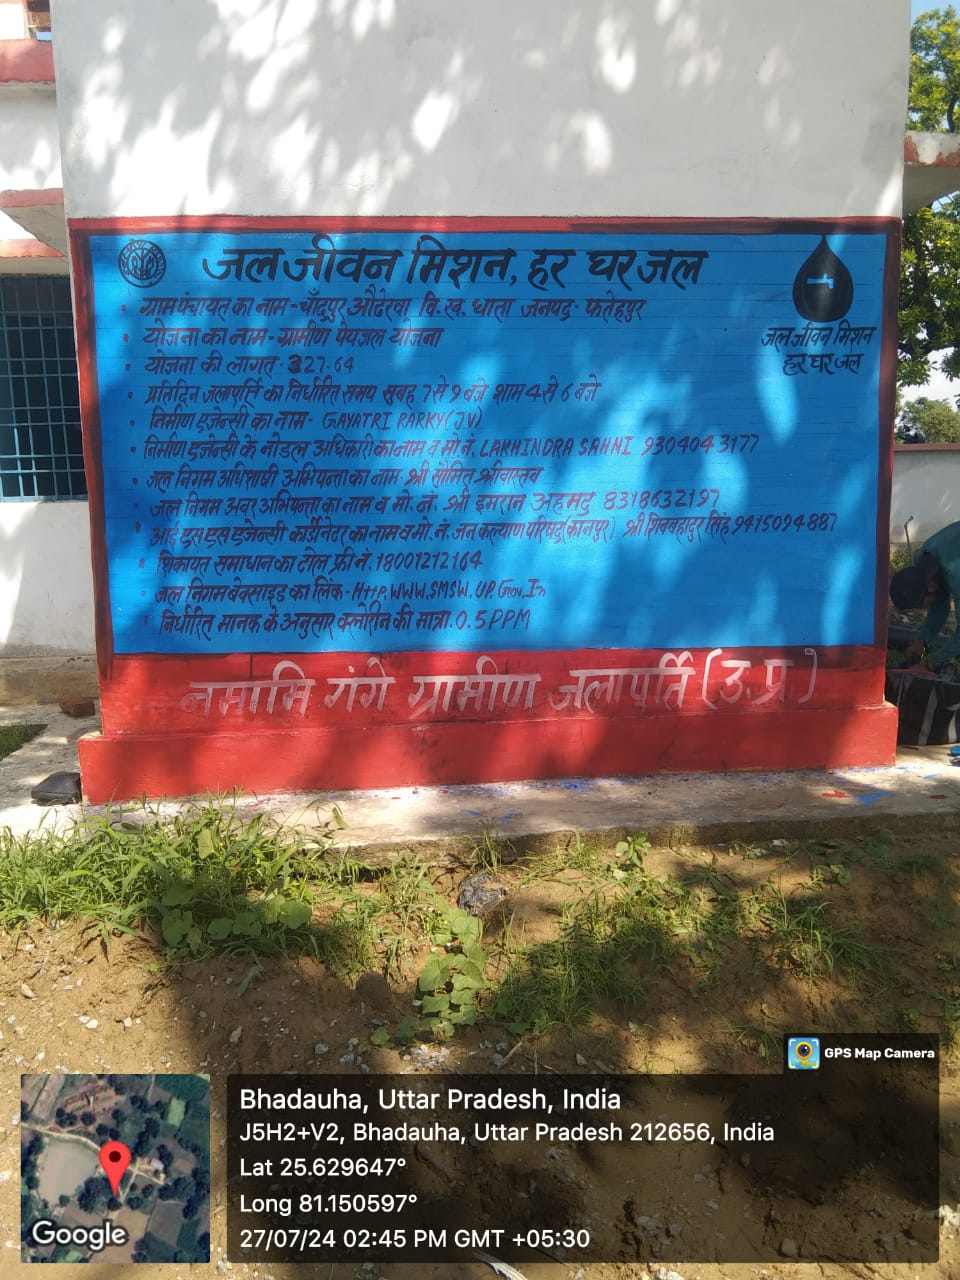 जल जीवन मिशन, हर घर जल
ग्राम पंचायत का नाम - चाँदपुर औढेरवा वि.ख. धाता जनपद - फतेहपुर
योजना का नाम - ग्रामीण पेयजल योजना
योजना की लागत - 327.64
प्रतिदिन जलापूर्ति का निर्धारित समय सुबह 7 से 9 बजे शाम 4 से 6 बजे
निर्माण एजेन्सी का नाम - GAYATRI RARKY (JV)
निर्माण एजेन्सी के नोडल अधिकारी का नाम व मो.नं. LAKHINDRA SAHNI 9304043177
जल निगम अधिशाषी अभियन्ता का नाम श्री सौमित्र श्रीवास्तव
जल निगम अवर अभियन्ता का नाम व मो. नं. श्री इमरान अहमद 8318632197
आई एस एस एजेन्सी कार्डिनेटर का नाम व मो. नं. जन कल्याण परिषद (कानपुर) श्री शिवबहादुर सिंह 9415094887
शिकायत समाधान का टोल फ्री नं. 18001212164
जल निगम बेवसाइड का लिंक - HttP.WWW.SMSW.UP.Gov.In
निर्धारित मानक के अनुसार क्लोरीन की मात्रा. 0.5 PPM
जल जीवन मिशन
हर घर जल
नमामि गंगे ग्रामीण जलापूर्ति (उ.प्र.)
GPS Map Camera
Bhadauha, Uttar Pradesh, India
J5H2+V2, Bhadauha, Uttar Pradesh 212656, India
Lat 25.629647°
Long 81.150597°
27/07/24 02:45 PM GMT +05:30
Google